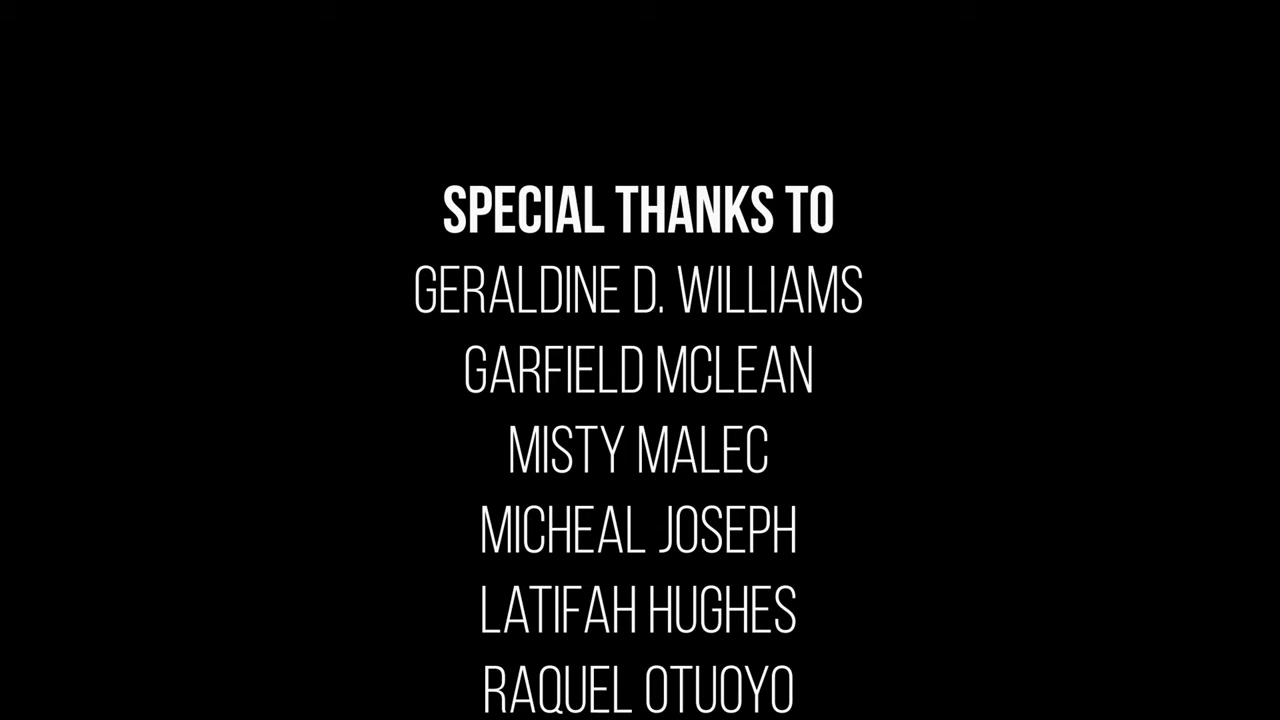 SPECIAL THANKS TO
GERALDINE D. WILLIAMS
GARFIELD MCLEAN
MISTY MALEC
MICHEAL JOSEPH
LATIFAH HUGHES
RAQUEL OTUOYO